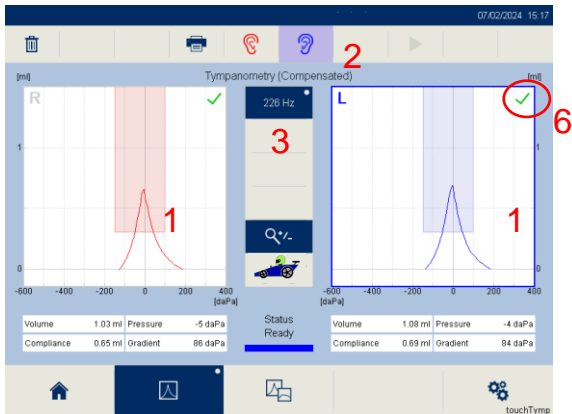 07/02/2024 15:17
2
[ml] Tympanometry (Compensated) [ml]
R
226 Hz
L
6
3
1 1
1 1
0 0
-600 -400 -200 0 200 400 -600 -400 -200 0 200 400
[daPa] [daPa]
Volume 1.03 ml Pressure -5 daPa
Compliance 0.65 ml Gradient 86 daPa
Status
Ready
Volume 1.08 ml Pressure -4 daPa
Compliance 0.69 ml Gradient 84 daPa
touchTymp